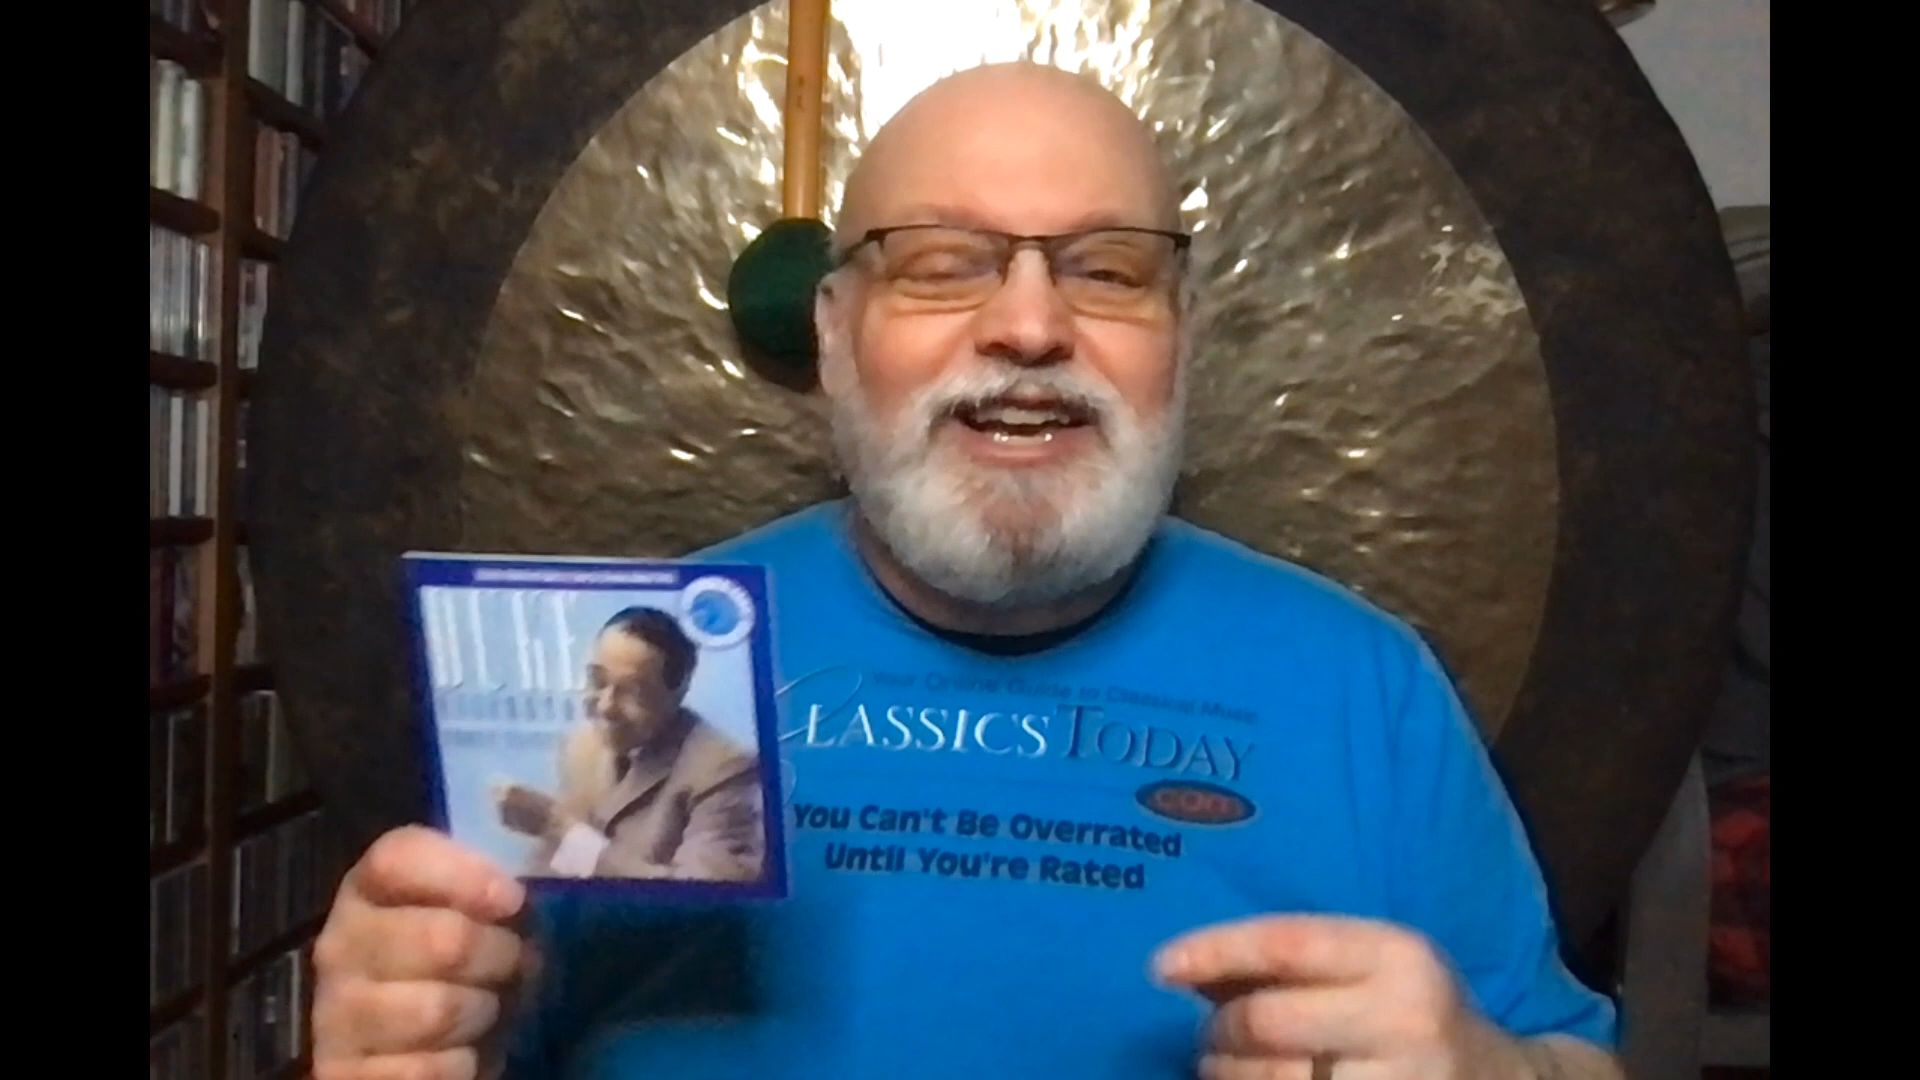 DUKE
Your Online Guide to Classical Music
CLASSICSTODAY
.com
You Can't Be Overrated
Until You're Rated